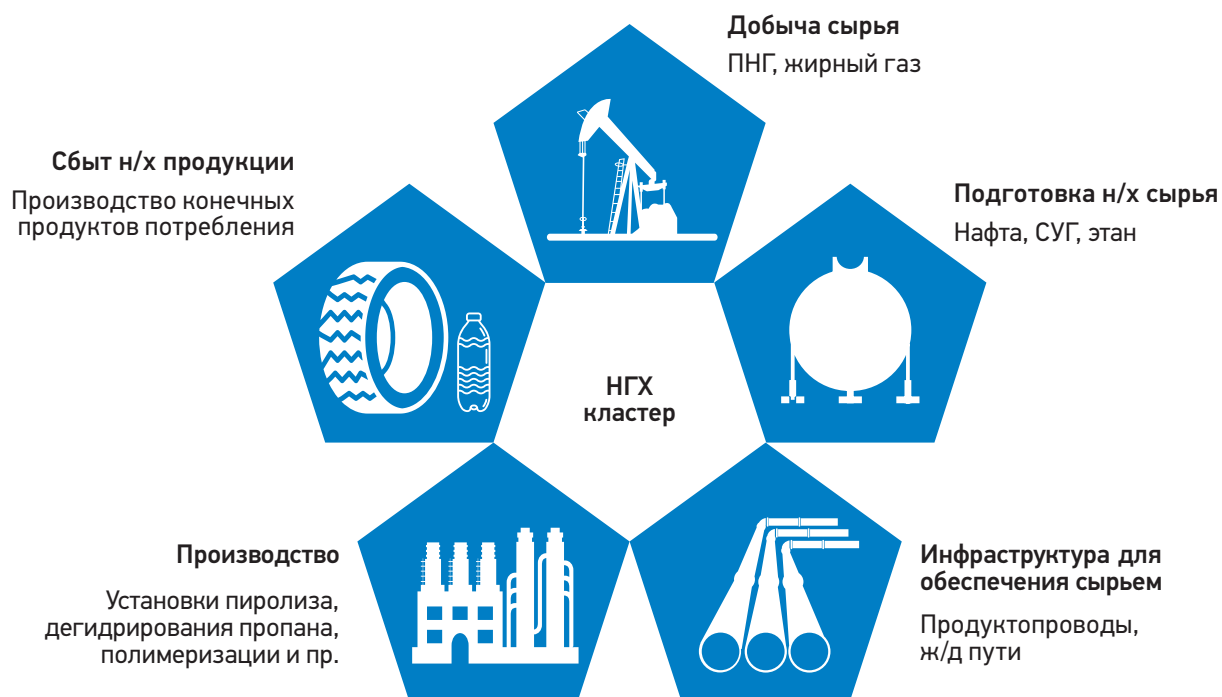 Добыча сырья
ПНГ, жирный газ
Сбыт н/х продукции
Производство конечных
продуктов потребления
Подготовка н/х сырья
Нафта, СУГ, этан
НГХ
кластер
Производство
Установки пиролиза,
дегидрирования пропана,
полимеризации и пр.
Инфраструктура для
обеспечения сырьем
Продуктопроводы,
ж/д пути